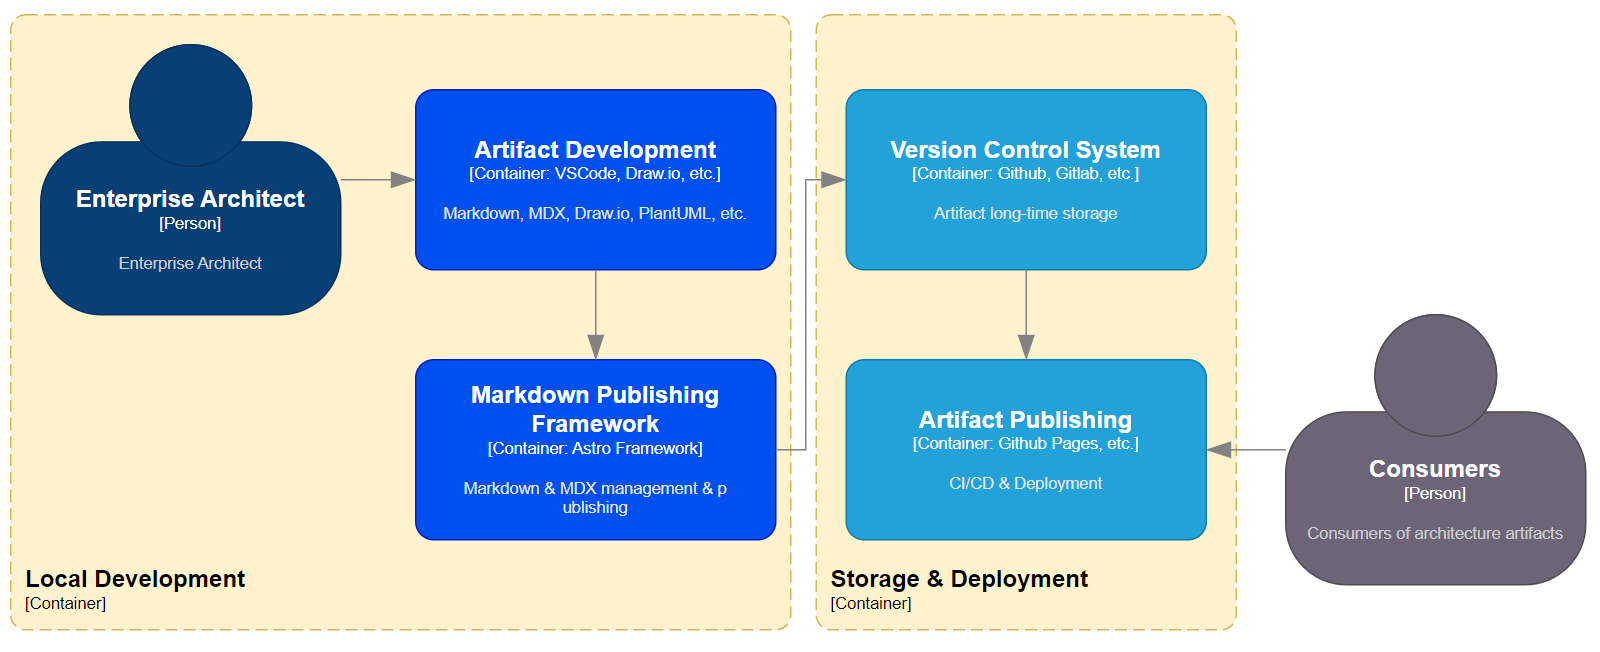 Enterprise Architect
[Person]
Enterprise Architect
Artifact Development
[Container: VSCode, Draw.io, etc.]
Markdown, MDX, Draw.io, PlantUML, etc.
Markdown Publishing
Framework
[Container: Astro Framework]
Markdown & MDX management & p
ublishing
Local Development
[Container]
Version Control System
[Container: Github, Gitlab, etc.]
Artifact long-time storage
Artifact Publishing
[Container: Github Pages, etc.]
CI/CD & Deployment
Storage & Deployment
[Container]
Consumers
[Person]
Consumers of architecture artifacts